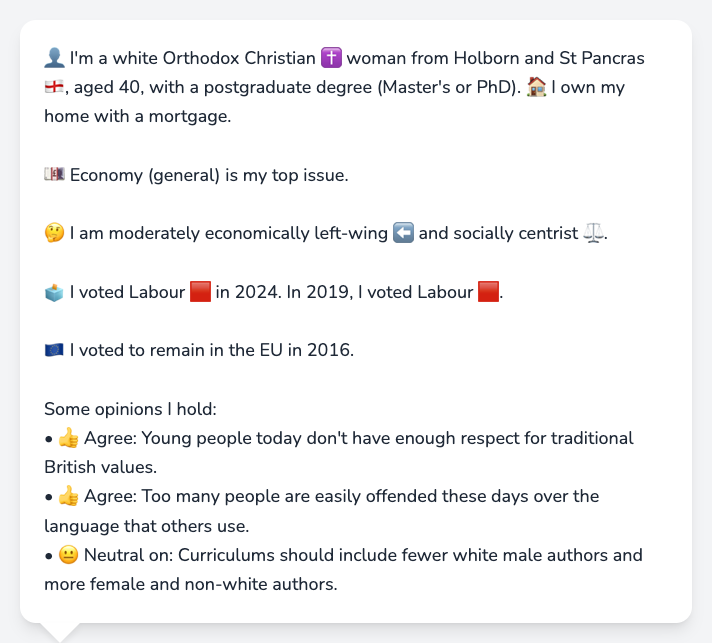 👤 I'm a white Orthodox Christian ✝️ woman from Holborn and St Pancras
🏴󠁧󠁢󠁥󠁮󠁧󠁿, aged 40, with a postgraduate degree (Master's or PhD). 🏠 I own my
home with a mortgage.
💷 Economy (general) is my top issue.
🤔 I am moderately economically left-wing ⬅️ and socially centrist ⚖️.
🗳️ I voted Labour 🟥 in 2024. In 2019, I voted Labour 🟥.
🇪🇺 I voted to remain in the EU in 2016.
Some opinions I hold:
• 👍 Agree: Young people today don't have enough respect for traditional
British values.
• 👍 Agree: Too many people are easily offended these days over the
language that others use.
• 😐 Neutral on: Curriculums should include fewer white male authors and
more female and non-white authors.